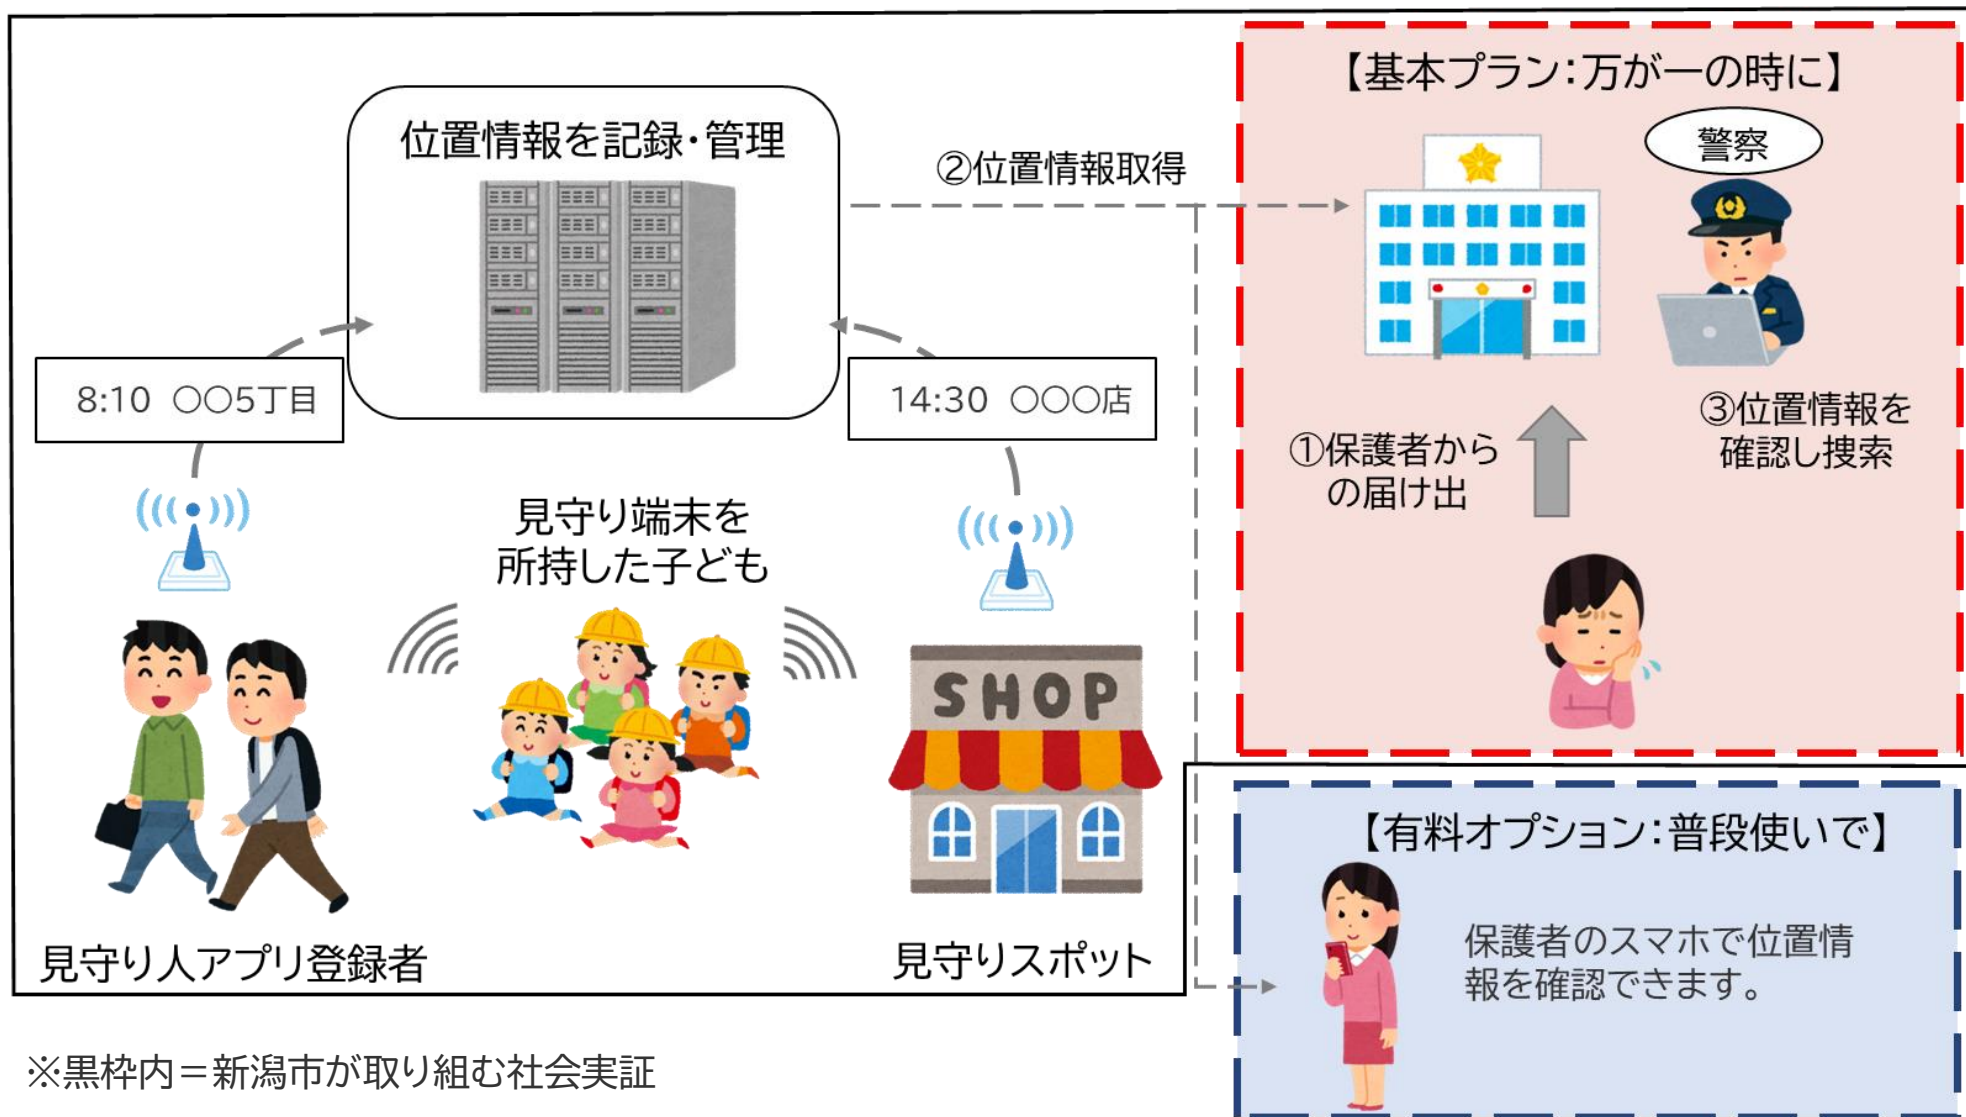 【基本プラン：万が一の時に】
位置情報を記録・管理
警察
②位置情報取得
8:10 〇〇5丁目
14:30 〇〇〇店
①保護者から
の届け出
③位置情報を
確認し捜索
見守り端末を
所持した子ども
SHOP
【有料オプション：普段使いで】
保護者のスマホで位置情
報を確認できます。
見守り人アプリ登録者
見守りスポット
※黒枠内＝新潟市が取り組む社会実証